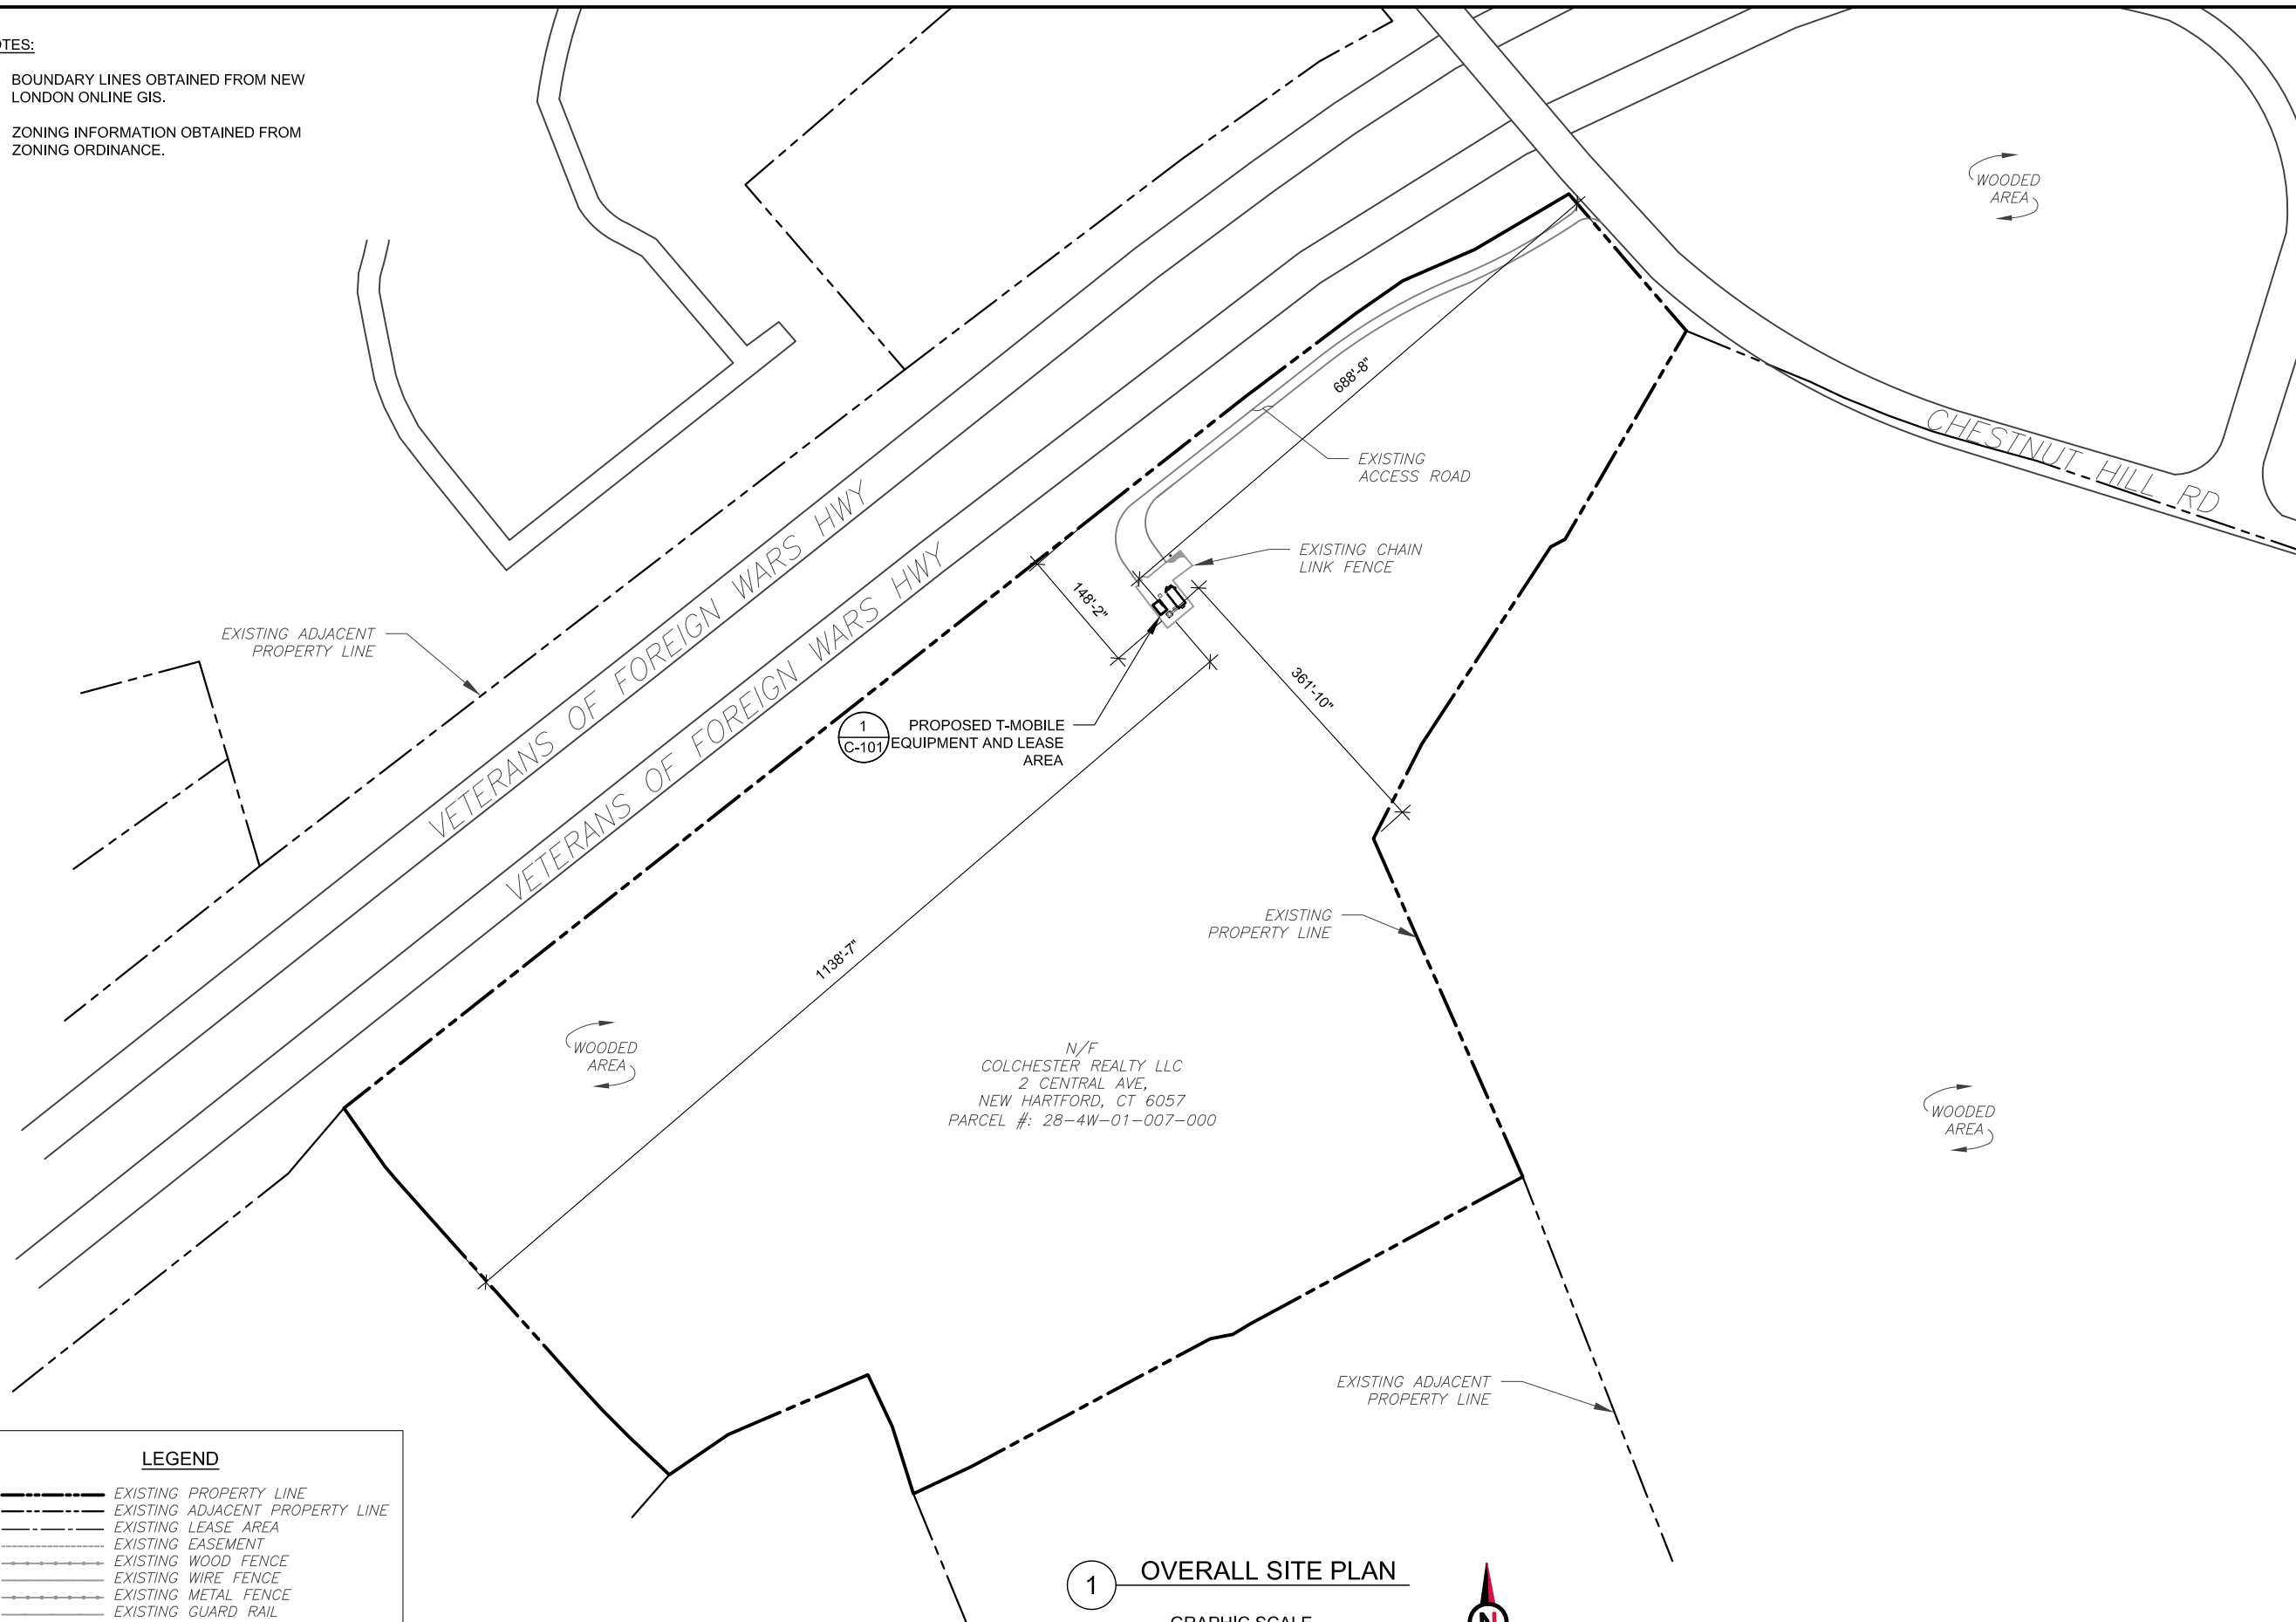 OTES:
BOUNDARY LINES OBTAINED FROM NEW
LONDON ONLINE GIS.
ZONING INFORMATION OBTAINED FROM
ZONING ORDINANCE.
WOODED
AREA
688'-8"
CHESTNUT HILL RD
EXISTING
ACCESS ROAD
EXISTING CHAIN
LINK FENCE
148'-2"
VETERANS OF FOREIGN WARS HWY
VETERANS OF FOREIGN WARS HWY
EXISTING ADJACENT
PROPERTY LINE
361'-10"
1
C-101
PROPOSED T-MOBILE
EQUIPMENT AND LEASE
AREA
EXISTING
PROPERTY LINE
1138'-7"
WOODED
AREA
N/F
COLCHESTER REALTY LLC
2 CENTRAL AVE,
NEW HARTFORD, CT 6057
PARCEL #: 28-4W-01-007-000
WOODED
AREA
EXISTING ADJACENT
PROPERTY LINE
LEGEND
EXISTING PROPERTY LINE
EXISTING ADJACENT PROPERTY LINE
EXISTING LEASE AREA
EXISTING EASEMENT
EXISTING WOOD FENCE
EXISTING WIRE FENCE
EXISTING METAL FENCE
EXISTING GUARD RAIL
1 OVERALL SITE PLAN
GRAPHIC SCALE
N